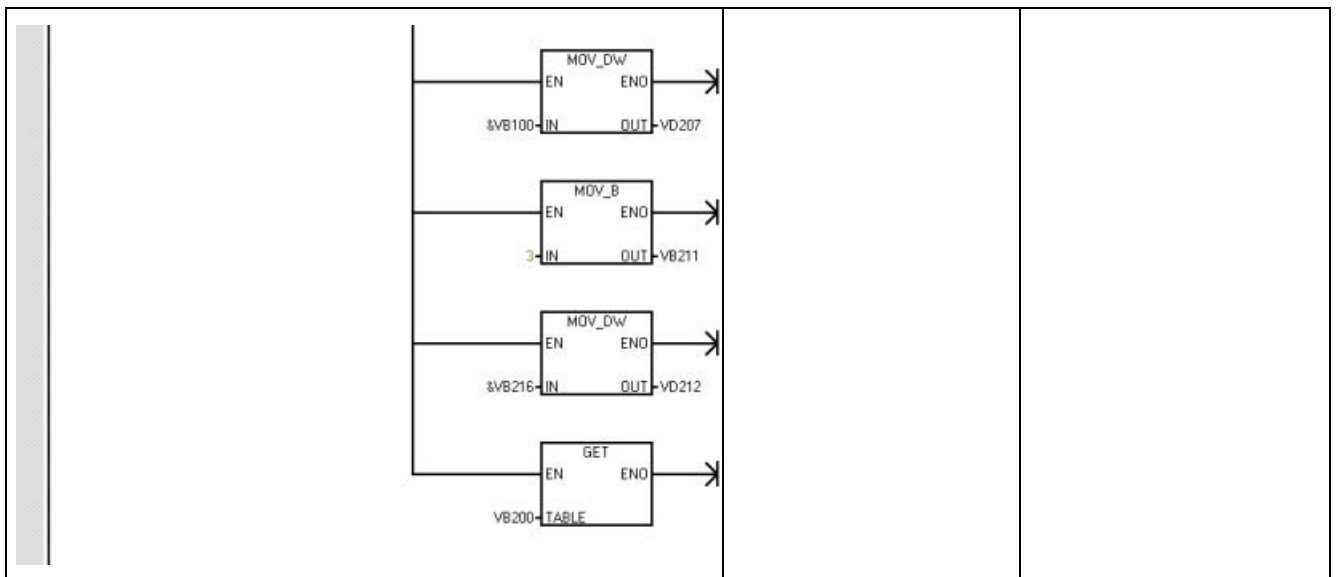 MOV_DW
EN ENO
&VB100 IN OUT VD207
MOV_B
EN ENO
3 IN OUT VB211
MOV_DW
EN ENO
&VB216 IN OUT VD212
GET
EN ENO
VB200 TABLE